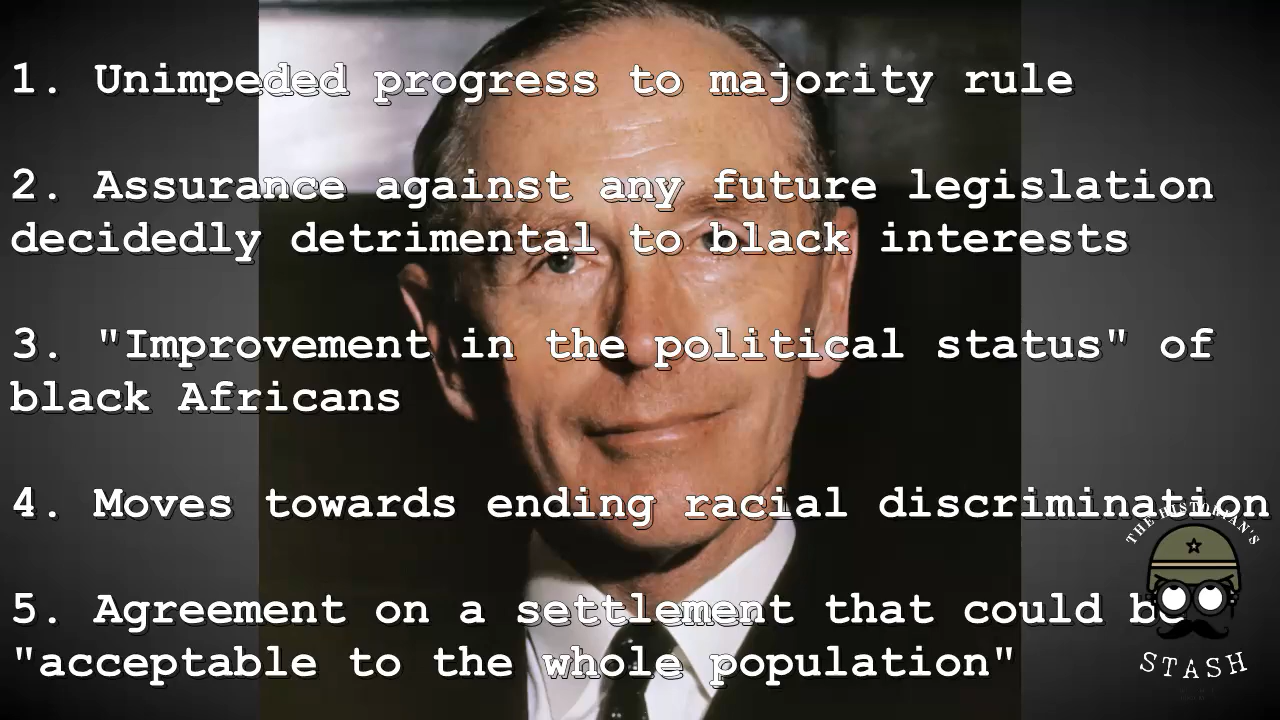 1. Unimpeded progress to majority rule
2. Assurance against any future legislation
decidedly detrimental to black interests
3. "Improvement in the political status" of
black Africans
4. Moves towards ending racial discrimination
5. Agreement on a settlement that could be
"acceptable to the whole population"
THE HISTORIAN'S
STASH